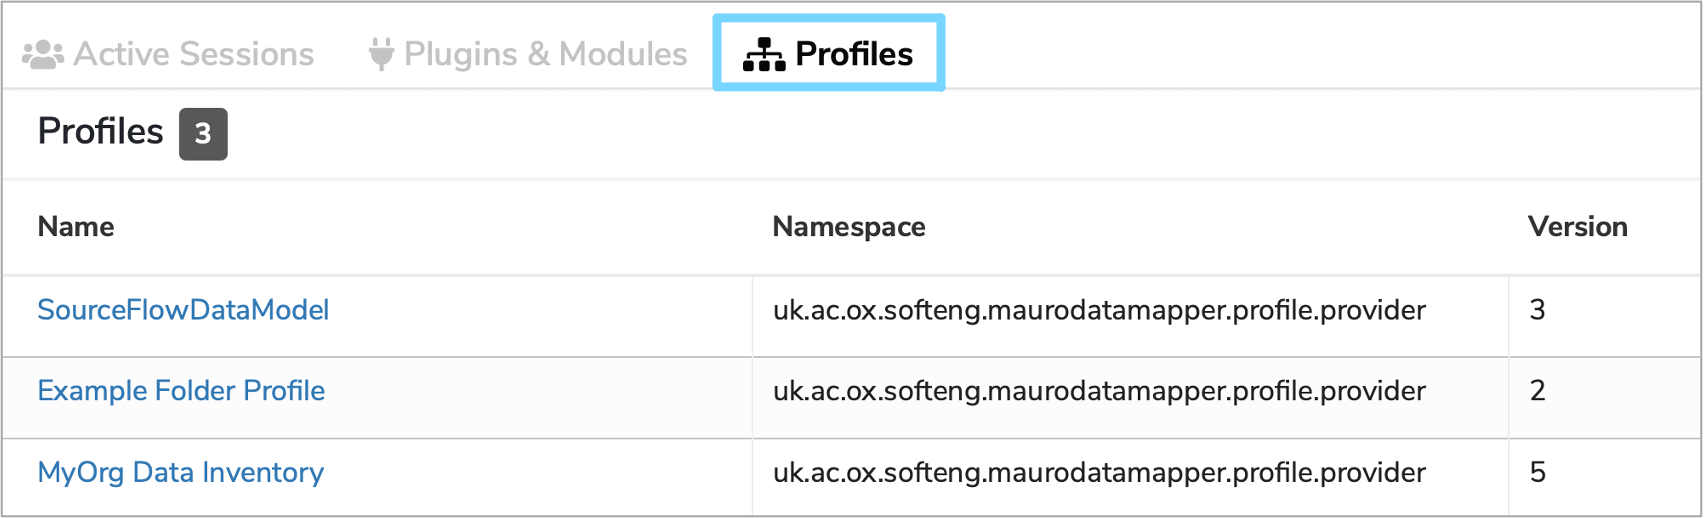 Active Sessions Plugins & Modules Profiles
Profiles 3
Name Namespace Version
SourceFlowDataModel uk.ac.ox.softeng.maurodatamapper.profile.provider 3
Example Folder Profile uk.ac.ox.softeng.maurodatamapper.profile.provider 2
MyOrg Data Inventory uk.ac.ox.softeng.maurodatamapper.profile.provider 5